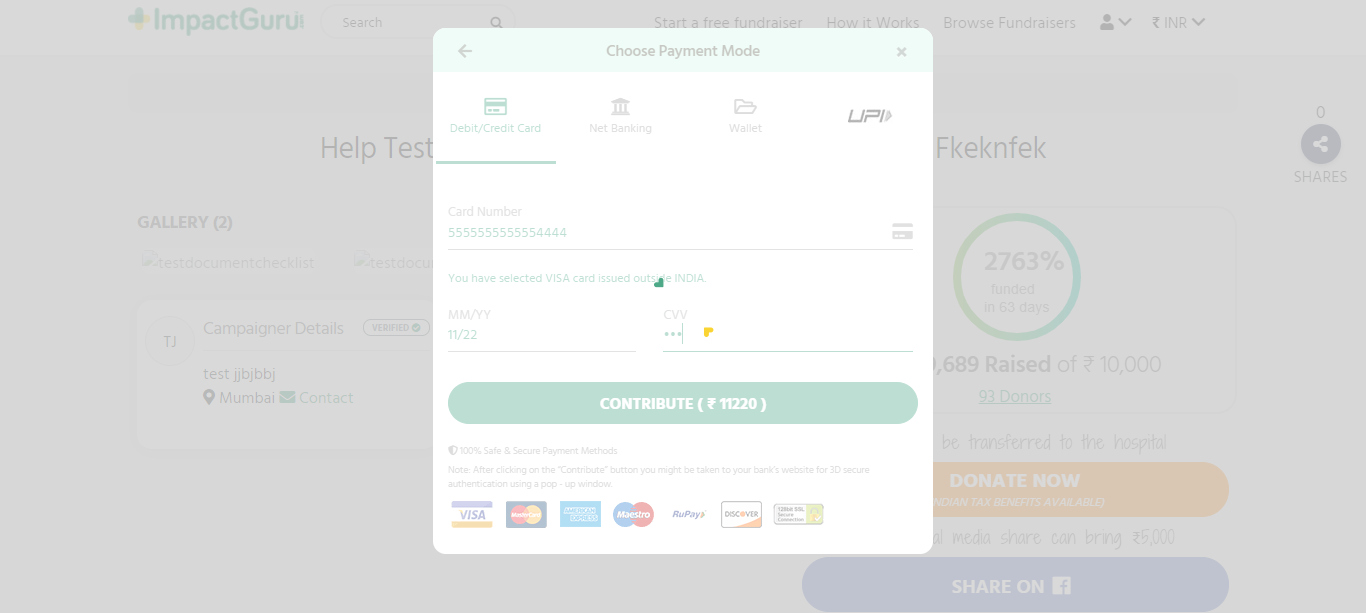 ImpactGuru
Search
Start a free fundraiser
How it Works
Browse Fundraisers
₹ INR
Choose Payment Mode
Debit/Credit Card
Net Banking
Wallet
UPI
Help Test
Fkeknfek
0
SHARES
Card Number
5555555555554444
GALLERY (2)
testdocumentchecklist
testdocu
You have selected VISA card issued outside INDIA.
2763%
funded
in 63 days
MM/YY
11/22
CVV
•••
TJ
Campaigner Details
VERIFIED
test jjbjbbj
Mumbai
Contact
,689 Raised of ₹ 10,000
93 Donors
CONTRIBUTE ( ₹ 11220 )
be transferred to the hospital
100% Safe & Secure Payment Methods
Note: After clicking on the "Contribute" button you might be taken to your bank's website for 3D secure
authentication using a pop - up window.
DONATE NOW
INDIAN TAX BENEFITS AVAILABLE)
VISA
MasterCard
AMERICAN
EXPRESS
Maestro
RuPay
DISCOVER
128bit SSL
Secure
Connection
al media share can bring ₹5,000
SHARE ON